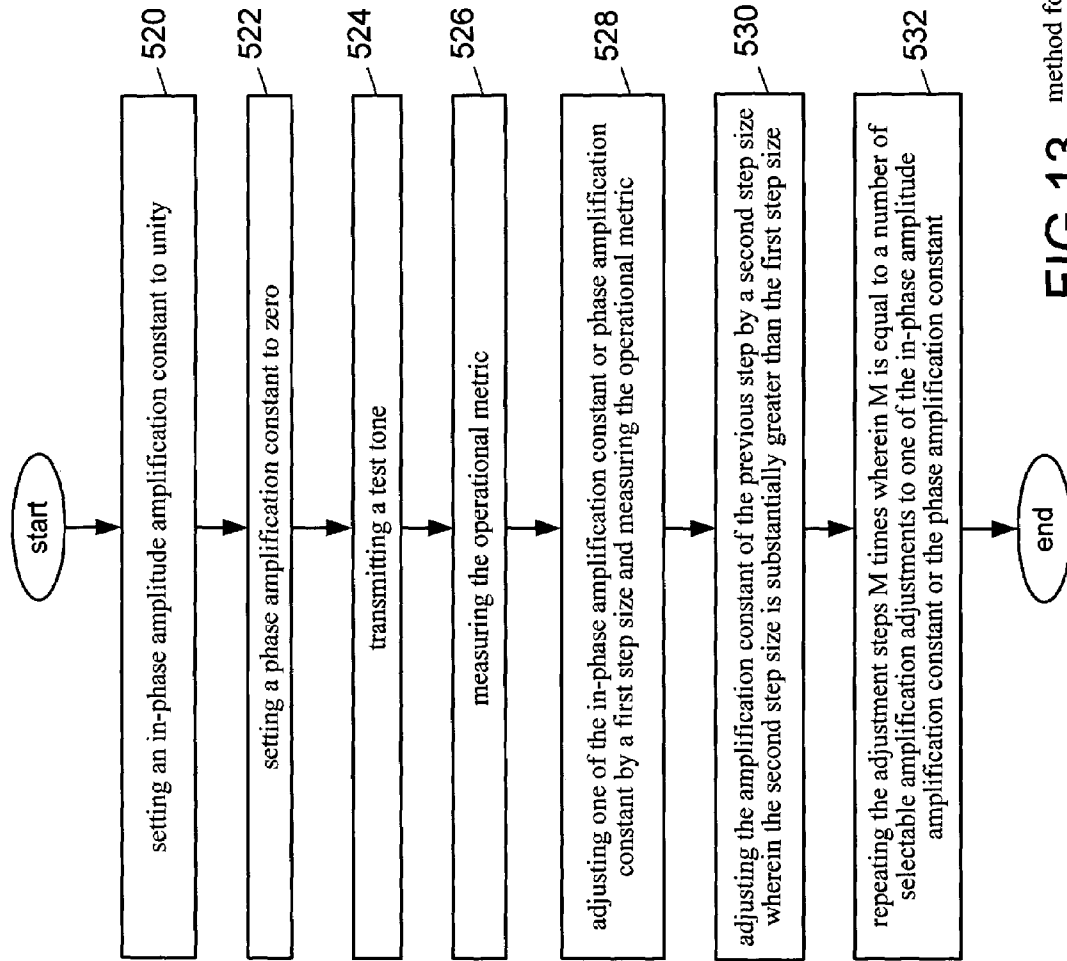 start
setting an in-phase amplitude amplification constant to unity
520
setting a phase amplification constant to zero
522
transmitting a test tone
524
measuring the operational metric
526
adjusting one of the in-phase amplification constant or phase amplification
constant by a first step size and measuring the operational metric
528
adjusting the amplification constant of the previous step by a second step size
wherein the second step size is substantially greater than the first step size
530
repeating the adjustment steps M times wherein M is equal to a number of
selectable amplification adjustments to one of the in-phase amplitude
amplification constant or the phase amplification constant
532
end
FIG. 13 method